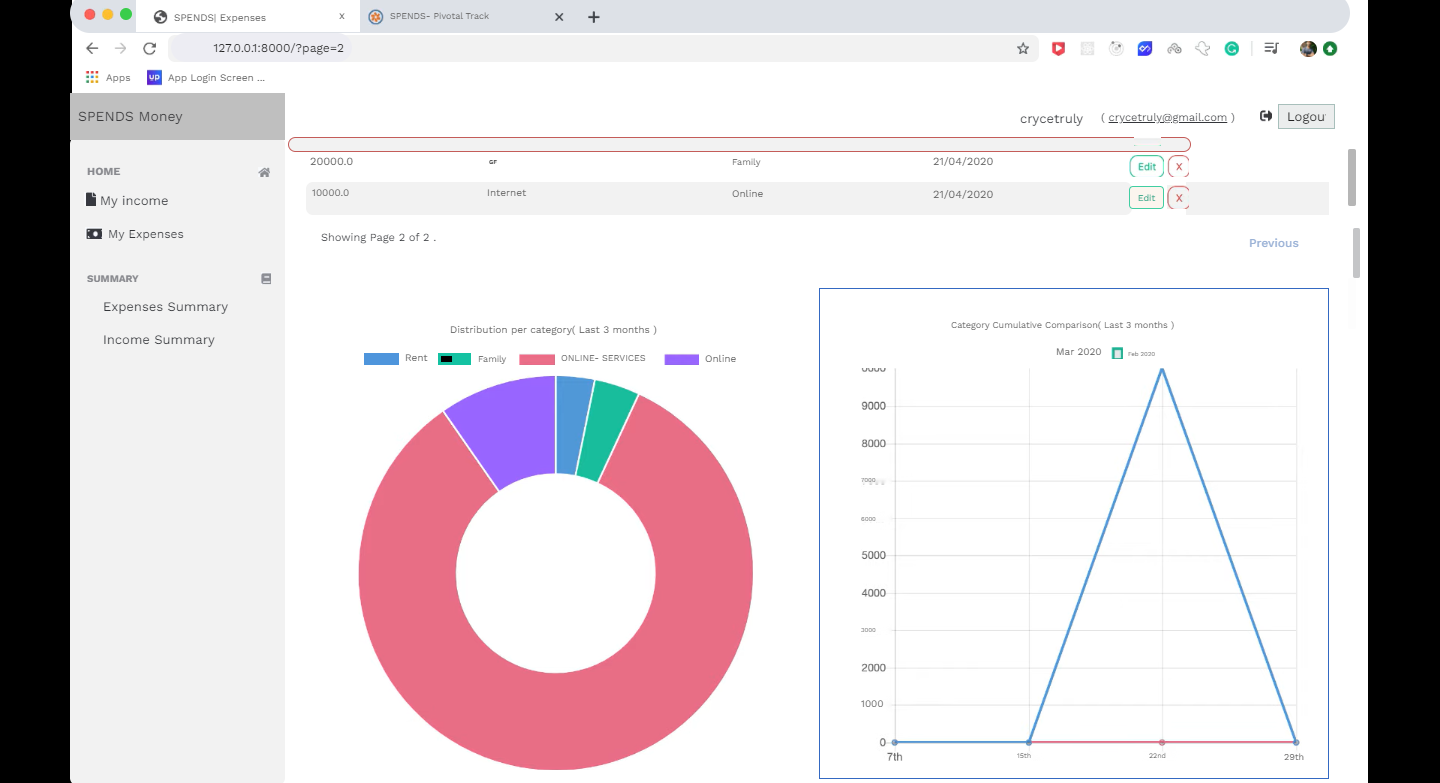 SPENDS| Expenses x SPENDS- Pivotal Track
127.0.0.1:8000/?page=2
Apps up App Login Screen ...
SPENDS Money
crycetruly ( crycetruly@gmail.com ) Logou
HOME
My income
My Expenses
SUMMARY
Expenses Summary
Income Summary
20000.0 GF Family 21/04/2020 Edit X
10000.0 Internet Online 21/04/2020 Edit X
Showing Page 2 of 2 .
Previous
Distribution per category( Last 3 months )
Rent Family ONLINE- SERVICES Online
Category Cumulative Comparison( Last 3 months )
Mar 2020 Feb 2020
9000
8000
7000
6000
5000
4000
3000
2000
1000
0
7th 15th 22nd 29th